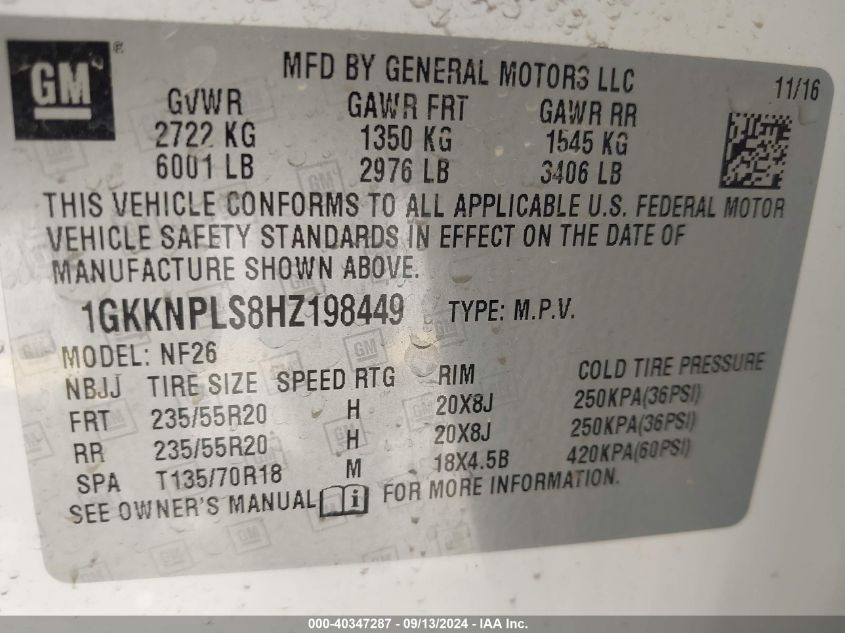 GM ®
MFD BY GENERAL MOTORS LLC 11/16
GVWR GAWR FRT GAWR RR
2722 KG 1350 KG 1545 KG
6001 LB 2976 LB 3406 LB
THIS VEHICLE CONFORMS TO ALL APPLICABLE U.S. FEDERAL MOTOR
VEHICLE SAFETY STANDARDS IN EFFECT ON THE DATE OF
MANUFACTURE SHOWN ABOVE.
1GKKNPLS8HZ198449 TYPE: M.P.V.
MODEL: NF26
NBJJ TIRE SIZE SPEED RTG RIM COLD TIRE PRESSURE
FRT 235/55R20 H 20X8J 250KPA(36PSI)
RR 235/55R20 H 20X8J 250KPA(36PSI)
SPA T135/70R18 M 18X4.5B 420KPA(60PSI)
SEE OWNER'S MANUAL i FOR MORE INFORMATION.
000-40347287 - 09/13/2024 - IAA Inc.